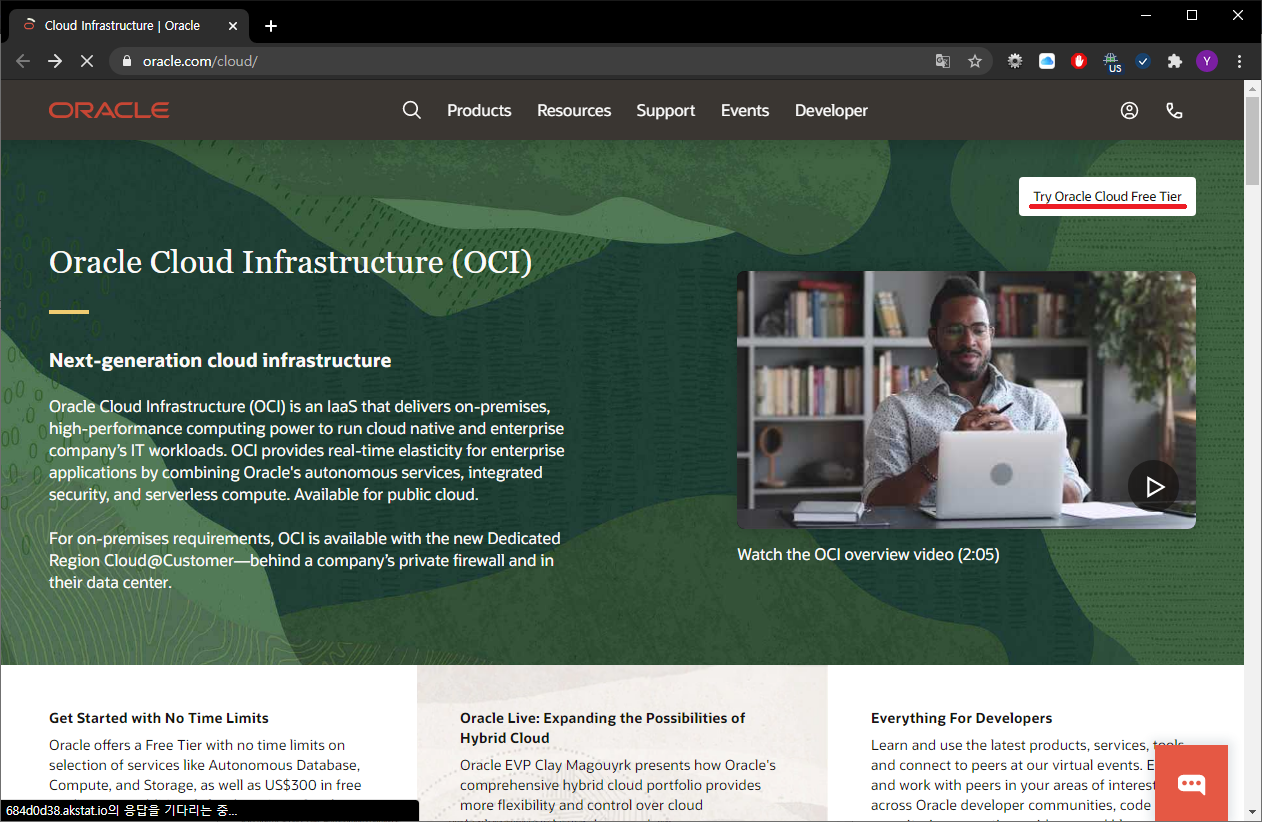 Cloud Infrastructure | Oracle
oracle.com/cloud/
US
Y
ORACLE
Products
Resources
Support
Events
Developer
Try Oracle Cloud Free Tier
Oracle Cloud Infrastructure (OCI)
Next-generation cloud infrastructure
Oracle Cloud Infrastructure (OCI) is an IaaS that delivers on-premises,
high-performance computing power to run cloud native and enterprise
company's IT workloads. OCI provides real-time elasticity for enterprise
applications by combining Oracle's autonomous services, integrated
security, and serverless compute. Available for public cloud.
For on-premises requirements, OCI is available with the new Dedicated
Region Cloud@Customer—behind a company's private firewall and in
their data center.
Watch the OCI overview video (2:05)
Get Started with No Time Limits
Oracle offers a Free Tier with no time limits on
selection of services like Autonomous Database,
Compute, and Storage, as well as US$300 in free
Oracle Live: Expanding the Possibilities of
Hybrid Cloud
Oracle EVP Clay Magouyrk presents how Oracle's
comprehensive hybrid cloud portfolio provides
more flexibility and control over cloud
Everything For Developers
Learn and use the latest products, services, tools
and connect to peers at our virtual events. E
and work with peers in your areas of interest
across Oracle developer communities, code
684d0d38.akstat.io의 응답을 기다리는 중...